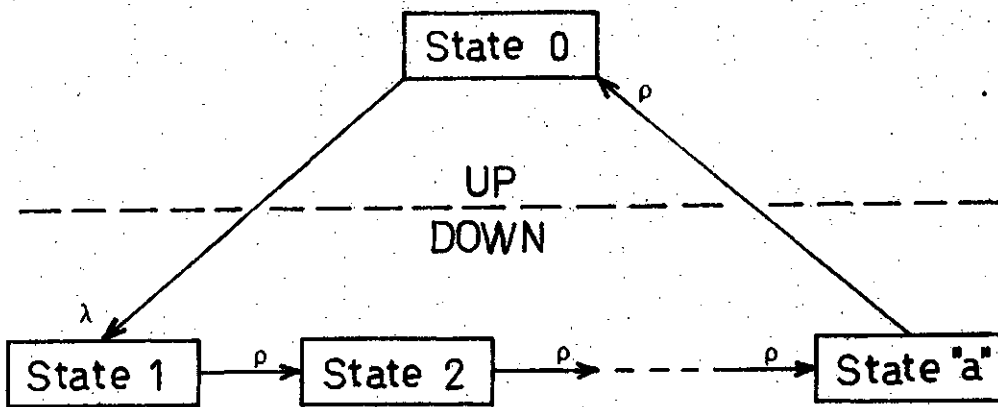 State 0
ρ
UP
DOWN
λ
State 1
ρ
State 2
ρ
ρ
State "a"